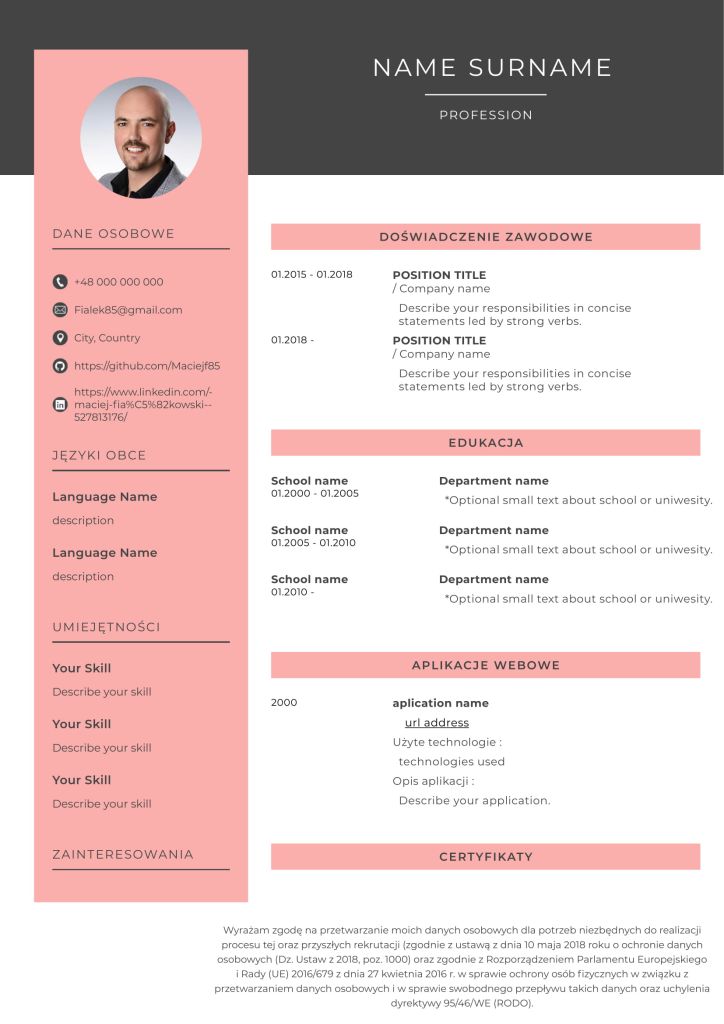 NAME SURNAME
PROFESSION
DANE OSOBOWE
+48 000 000 000
Fialek85@gmail.com
City, Country
https://github.com/Maciejf85
https://www.linkedin.com/-
maciej-fia%C5%82kowski--
527813176/
JĘZYKI OBCE
Language Name
description
Language Name
description
UMIEJĘTNOŚCI
Your Skill
Describe your skill
Your Skill
Describe your skill
Your Skill
Describe your skill
ZAINTERESOWANIA
DOŚWIADCZENIE ZAWODOWE
01.2015 - 01.2018
POSITION TITLE
/ Company name
Describe your responsibilities in concise
statements led by strong verbs.
01.2018 -
POSITION TITLE
/ Company name
Describe your responsibilities in concise
statements led by strong verbs.
EDUKACJA
School name
01.2000 - 01.2005
Department name
*Optional small text about school or uniwesity.
School name
01.2005 - 01.2010
Department name
*Optional small text about school or uniwesity.
School name
01.2010 -
Department name
*Optional small text about school or uniwesity.
APLIKACJE WEBOWE
2000
aplication name
url address
Użyte technologie :
technologies used
Opis aplikacji :
Describe your application.
CERTYFIKATY
Wyrażam zgodę na przetwarzanie moich danych osobowych dla potrzeb niezbędnych do realizacji
procesu tej oraz przyszłych rekrutacji (zgodnie z ustawą z dnia 10 maja 2018 roku o ochronie danych
osobowych (Dz. Ustaw z 2018, poz. 1000) oraz zgodnie z Rozporządzeniem Parlamentu Europejskiego
i Rady (UE) 2016/679 z dnia 27 kwietnia 2016 r. w sprawie ochrony osób fizycznych w związku z
przetwarzaniem danych osobowych i w sprawie swobodnego przepływu takich danych oraz uchylenia
dyrektywy 95/46/WE (RODO).